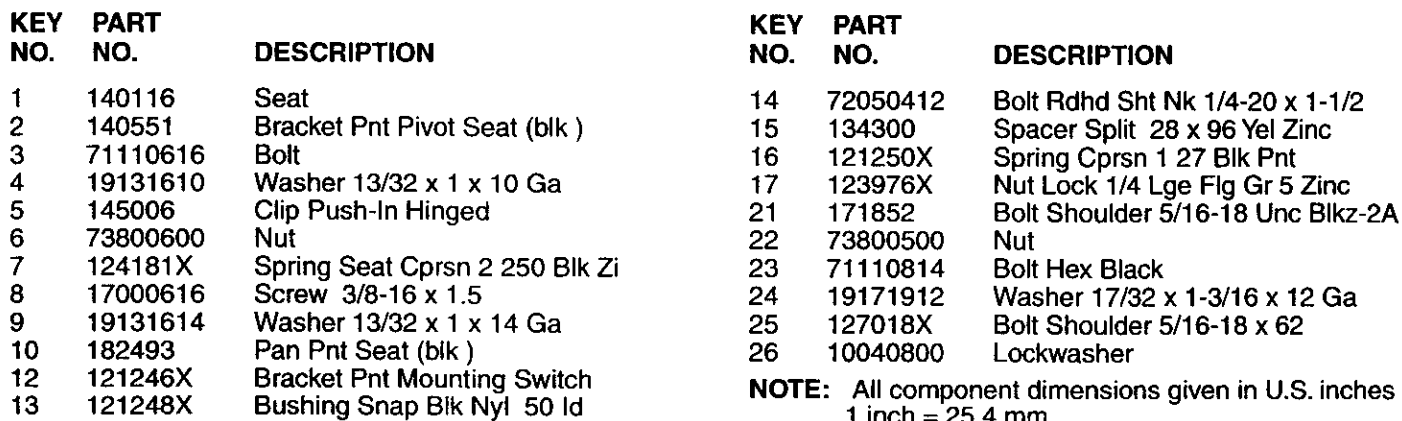 KEY PART
NO. NO. DESCRIPTION
1 140116 Seat
2 140551 Bracket Pnt Pivot Seat (blk )
3 71110616 Bolt
4 19131610 Washer 13/32 x 1 x 10 Ga
5 145006 Clip Push-In Hinged
6 73800600 Nut
7 124181X Spring Seat Cprsn 2 250 Blk Zi
8 17000616 Screw 3/8-16 x 1.5
9 19131614 Washer 13/32 x 1 x 14 Ga
10 182493 Pan Pnt Seat (blk )
12 121246X Bracket Pnt Mounting Switch
13 121248X Bushing Snap Blk Nyl 50 Id
KEY PART
NO. NO. DESCRIPTION
14 72050412 Bolt Rdhd Sht Nk 1/4-20 x 1-1/2
15 134300 Spacer Split 28 x 96 Yel Zinc
16 121250X Spring Cprsn 1 27 Blk Pnt
17 123976X Nut Lock 1/4 Lge Flg Gr 5 Zinc
21 171852 Bolt Shoulder 5/16-18 Unc Blkz-2A
22 73800500 Nut
23 71110814 Bolt Hex Black
24 19171912 Washer 17/32 x 1-3/16 x 12 Ga
25 127018X Bolt Shoulder 5/16-18 x 62
26 10040800 Lockwasher
NOTE: All component dimensions given in U.S. inches
1 inch = 25 4 mm